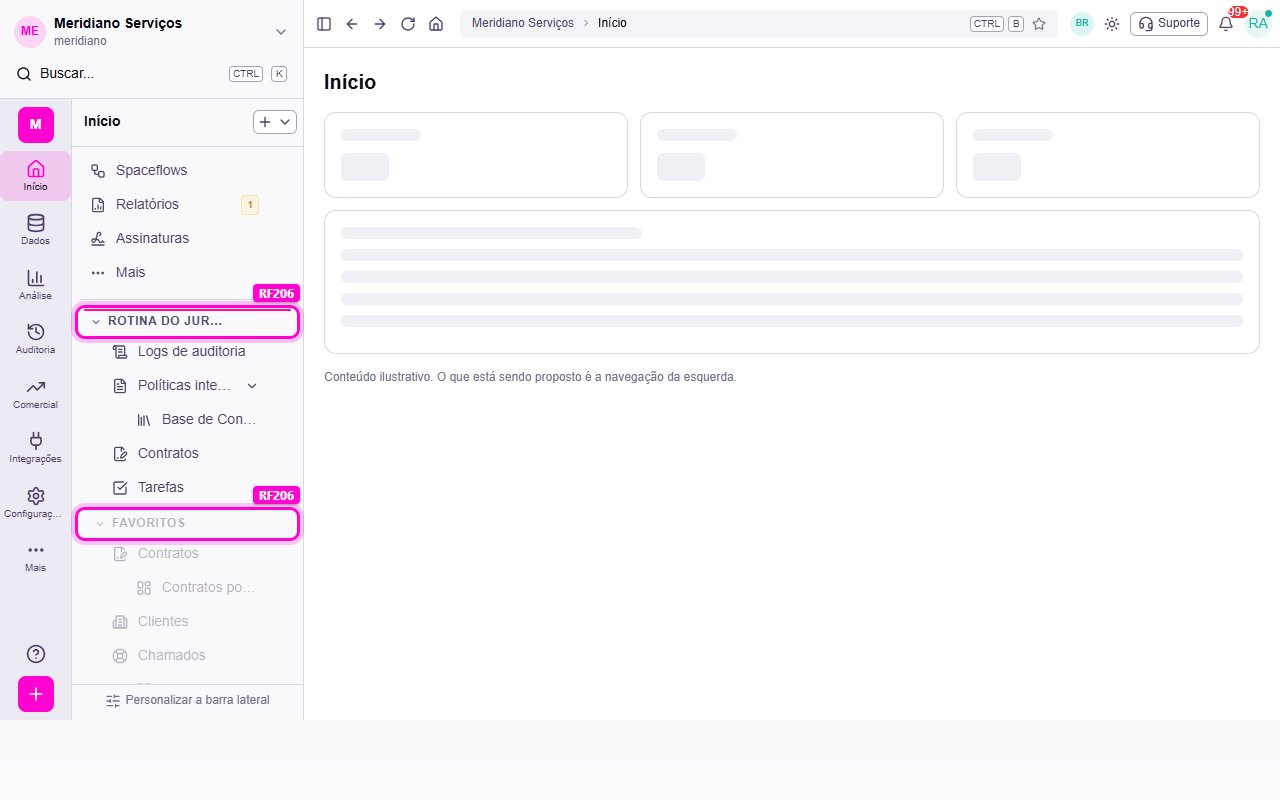 ME
Meridiano Serviços
meridiano
Buscar...
CTRL K
M
Início
Dados
Análise
Auditoria
Comercial
Integrações
Configuraç...
Mais
Início
Spaceflows
Relatórios 1
Assinaturas
Mais
RF206
ROTINA DO JUR...
Logs de auditoria
Políticas inte...
Base de Con...
Contratos
Tarefas
RF206
FAVORITOS
Contratos
Contratos po...
Clientes
Chamados
Personalizar a barra lateral
Meridiano Serviços Início
CTRL B
BR
Suporte
99+
RA
Início
Conteúdo ilustrativo. O que está sendo proposto é a navegação da esquerda.